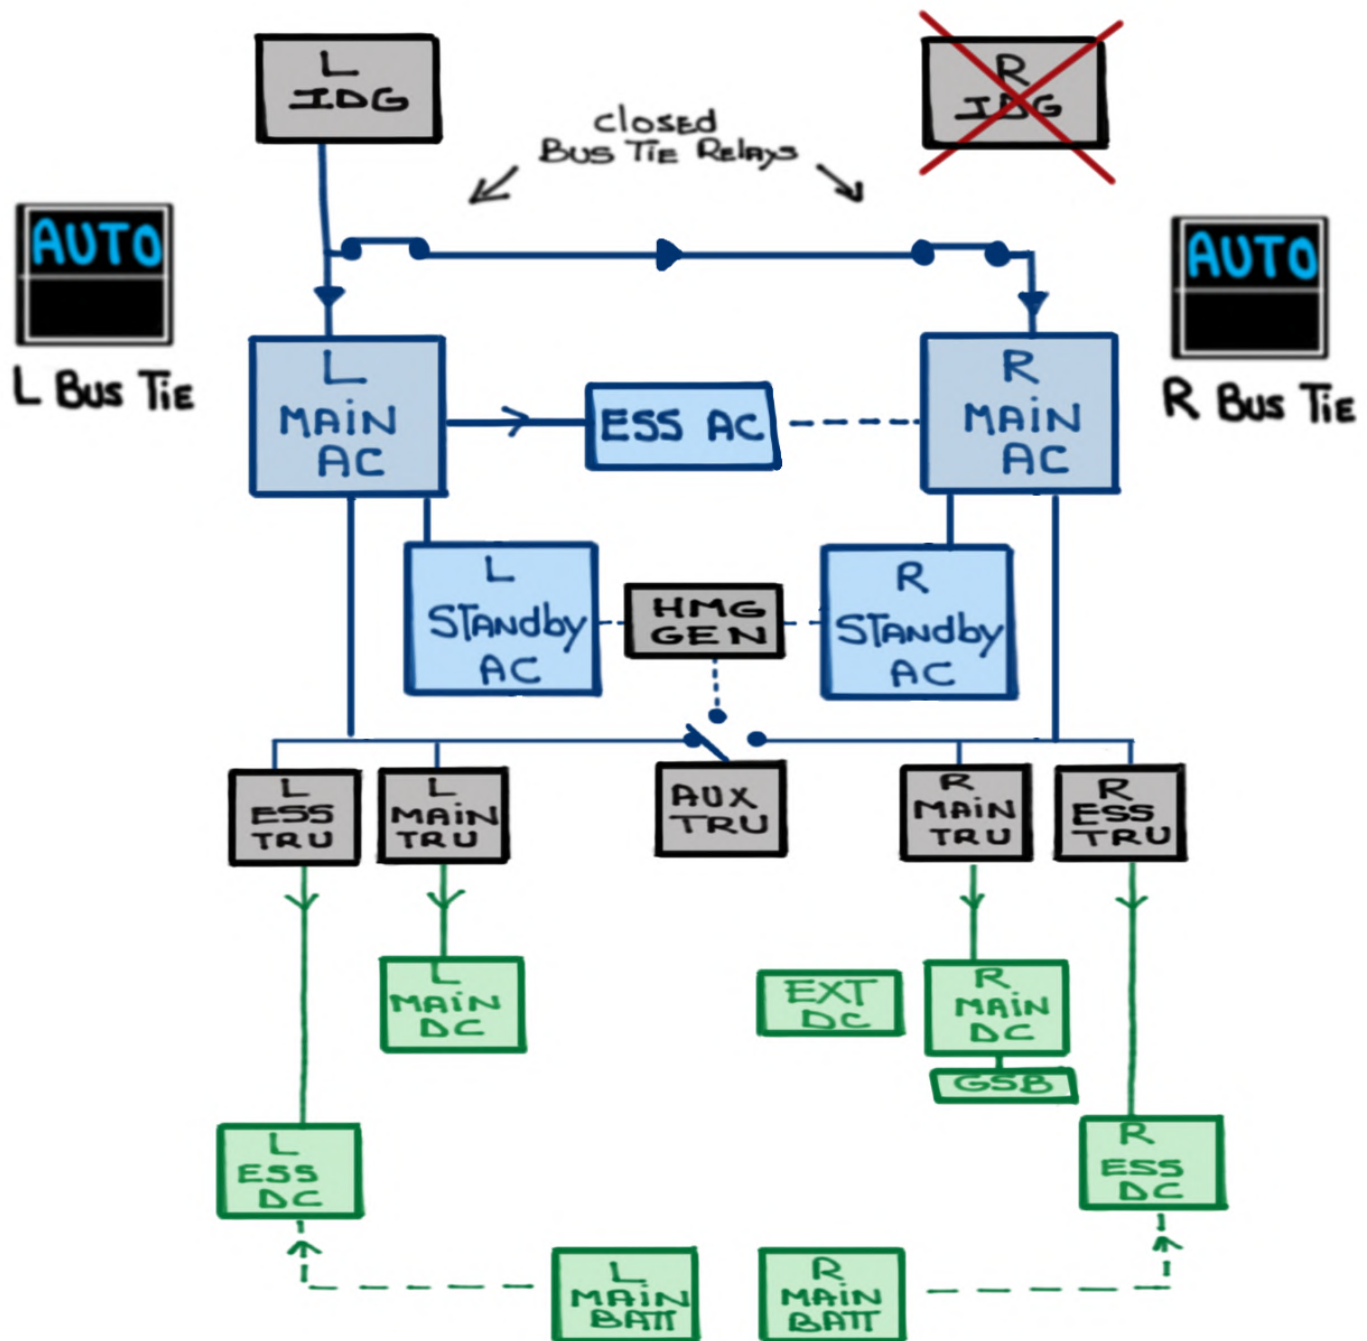 L
IDG
R
IDG
Closed
Bus Tie Relays
AUTO
L Bus Tie
AUTO
R Bus Tie
L
MAiN
AC
ESS AC
R
MAiN
AC
L
STANdby
AC
HMG
GEN
R
STANdby
AC
L
ESS
TRU
L
MAiN
TRU
AUX
TRU
R
MAiN
TRU
R
ESS
TRU
L
MAiN
DC
EXT
DC
R
MAiN
DC
GSB
L
ESS
DC
R
ESS
DC
L
MAiN
BATT
R
MAiN
BATT